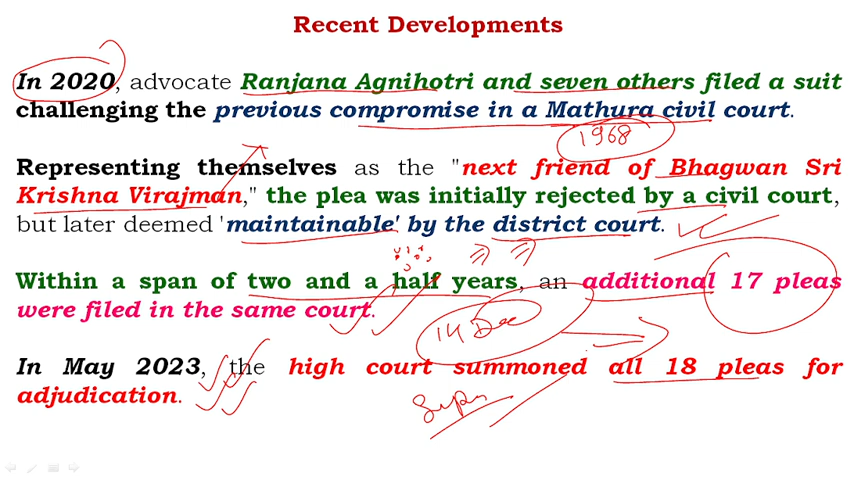 Recent Developments
In 2020, advocate Ranjana Agnihotri and seven others filed a suit
challenging the previous compromise in a Mathura civil court.
1968
Representing themselves as the "next friend of Bhagwan Sri
Krishna Virajman," the plea was initially rejected by a civil court,
but later deemed 'maintainable' by the district court.
Within a span of two and a half years, an additional 17 pleas
were filed in the same court.
14 Dec
In May 2023, the high court summoned all 18 pleas for
adjudication.